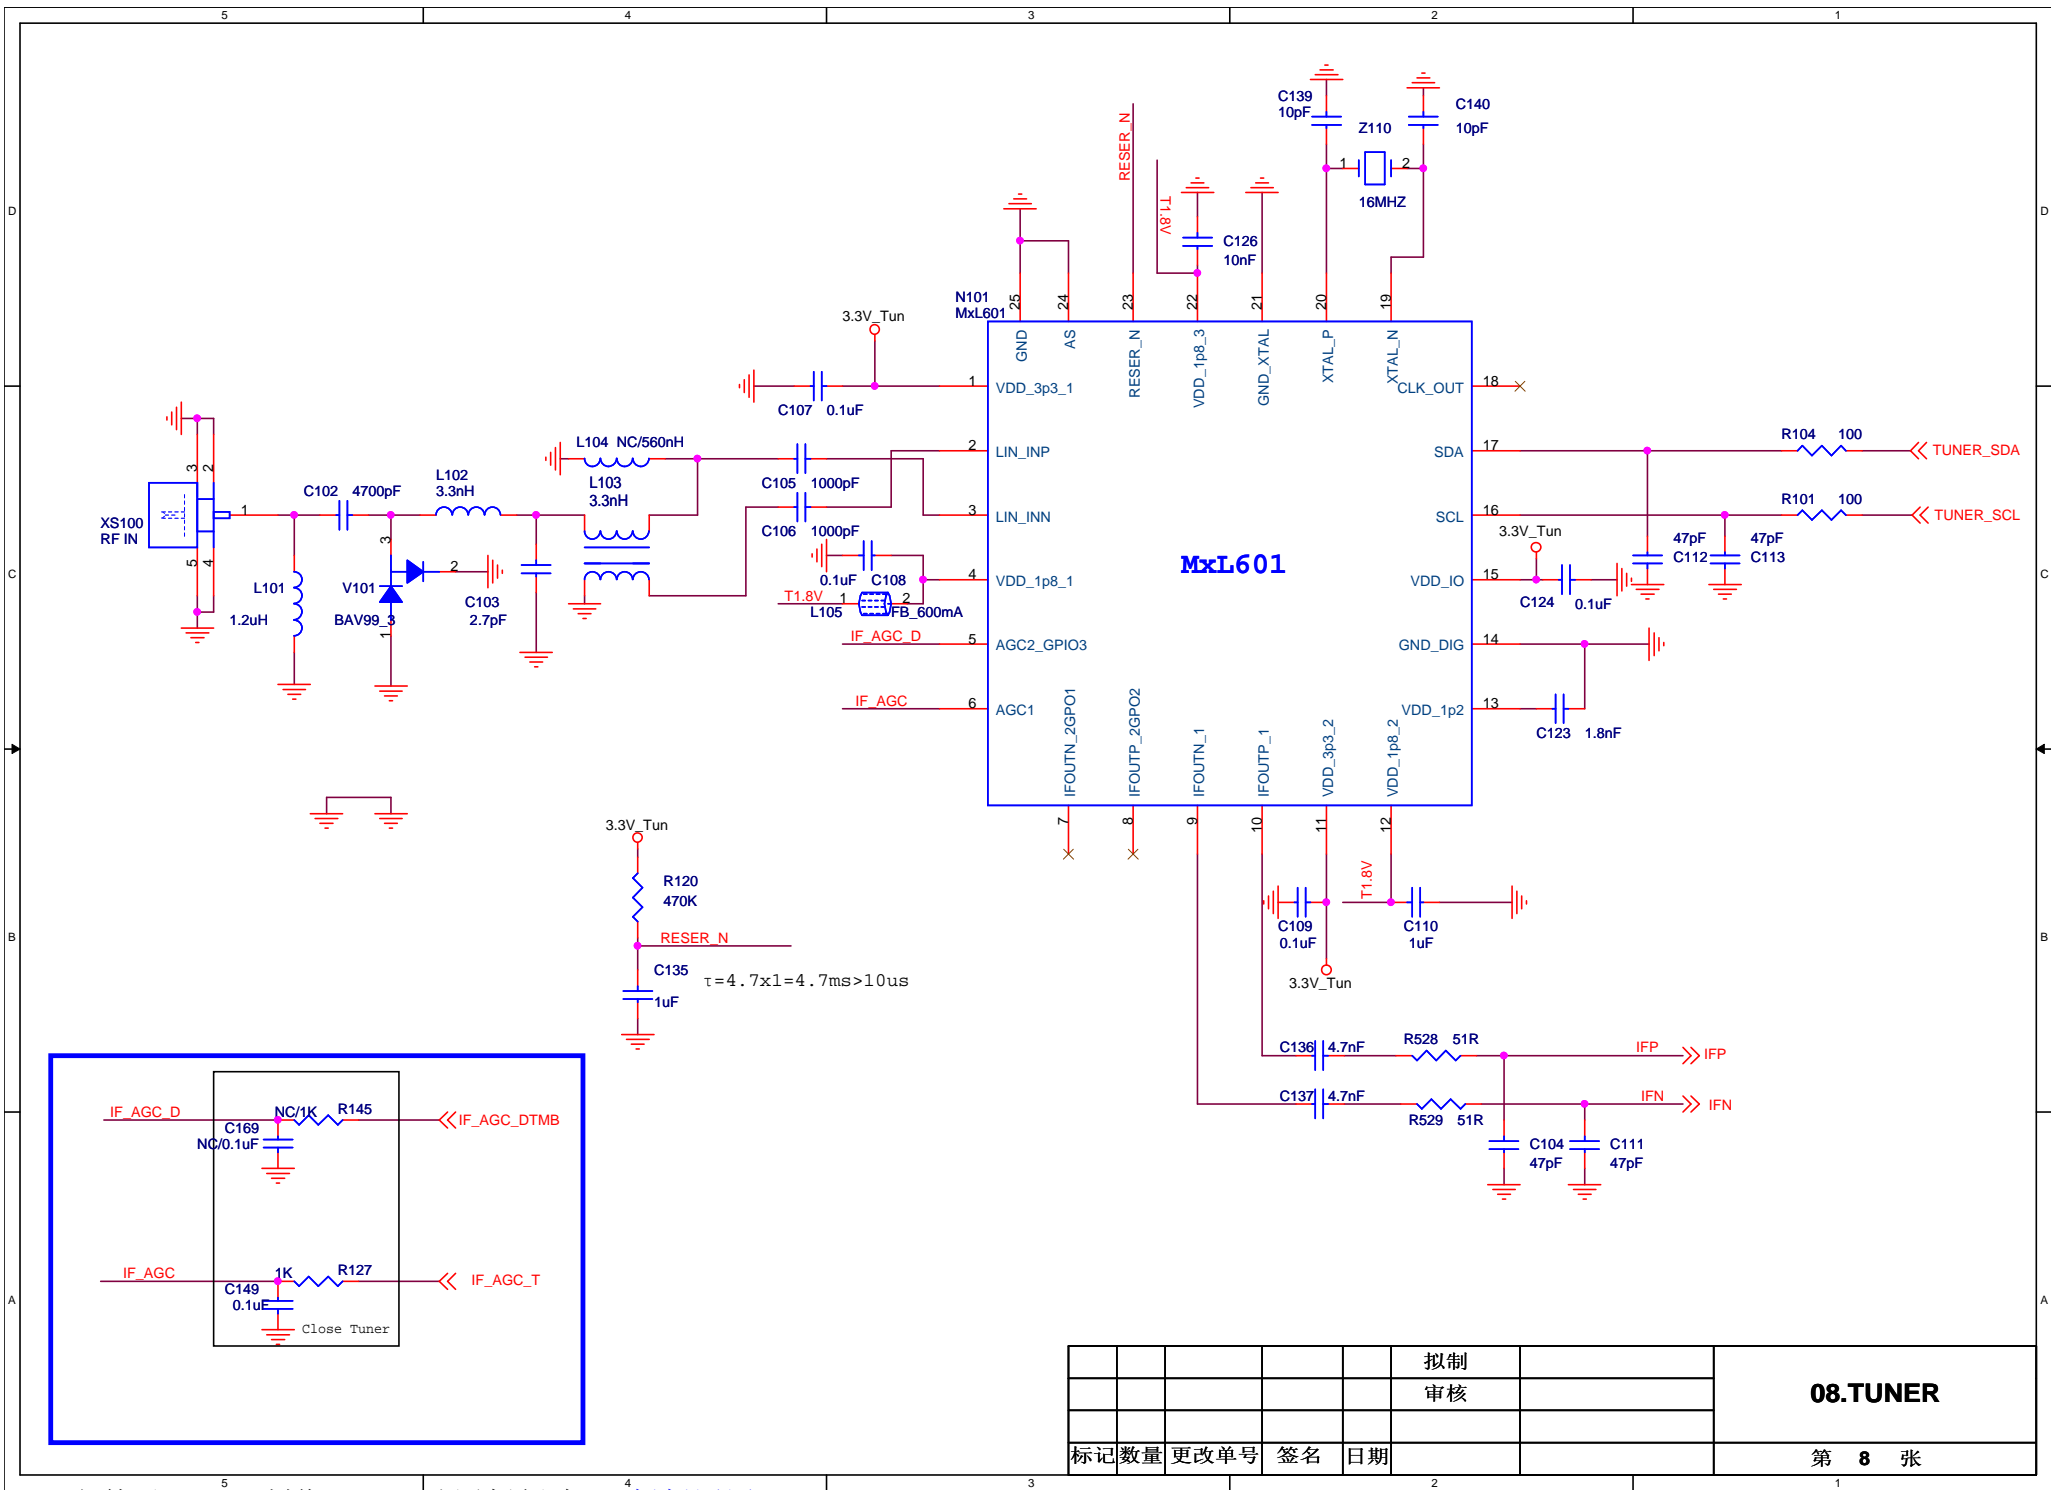 5 4 3 2 1
D D
C C
B B
A A
C139
10pF
Z110
16MHZ
C140
10pF
1 2
RESER_N
T1.8V
C126
10nF
N101
MxL601
25 24 23 22 21 20 19
GND AS RESER_N VDD_1p8_3 GND_XTAL XTAL_P XTAL_N
3.3V_Tun
C107 0.1uF
1 VDD_3p3_1
2 LIN_INP
3 LIN_INN
4 VDD_1p8_1
5 AGC2_GPIO3
6 AGC1
MxL601
CLK_OUT 18
SDA 17
SCL 16
VDD_IO 15
GND_DIG 14
VDD_1p2 13
IFOUTN_2GPO1 IFOUTP_2GPO2 IFOUTN_1 IFOUTP_1 VDD_3p3_2 VDD_1p8_2
7 8 9 10 11 12
R104 100
TUNER_SDA
R101 100
TUNER_SCL
3.3V_Tun
47pF
C112
47pF
C113
C124 0.1uF
C123 1.8nF
XS100
RF IN
3 2
1
5 4
L101
1.2uH
C102 4700pF
3
2
1
V101
BAV99_3
L102
3.3nH
C103
2.7pF
L104 NC/560nH
L103
3.3nH
C105 1000pF
C106 1000pF
0.1uF C108
T1.8V 1 2
L105 FB_600mA
IF_AGC_D
IF_AGC
3.3V_Tun
R120
470K
RESER_N
C135
1uF
τ=4.7x1=4.7ms>10us
C109
0.1uF
3.3V_Tun
T1.8V
C110
1uF
C136 4.7nF
R528 51R
IFP IFP
C137 4.7nF
R529 51R
IFN IFN
C104
47pF
C111
47pF
IF_AGC_D
NC/1K R145
IF_AGC_DTMB
C169
NC/0.1uF
IF_AGC
1K R127
IF_AGC_T
C149
0.1uF
Close Tuner
拟制
审核
08.TUNER
标记 数量 更改单号 签名 日期
第 8 张
5 4 3 2 1